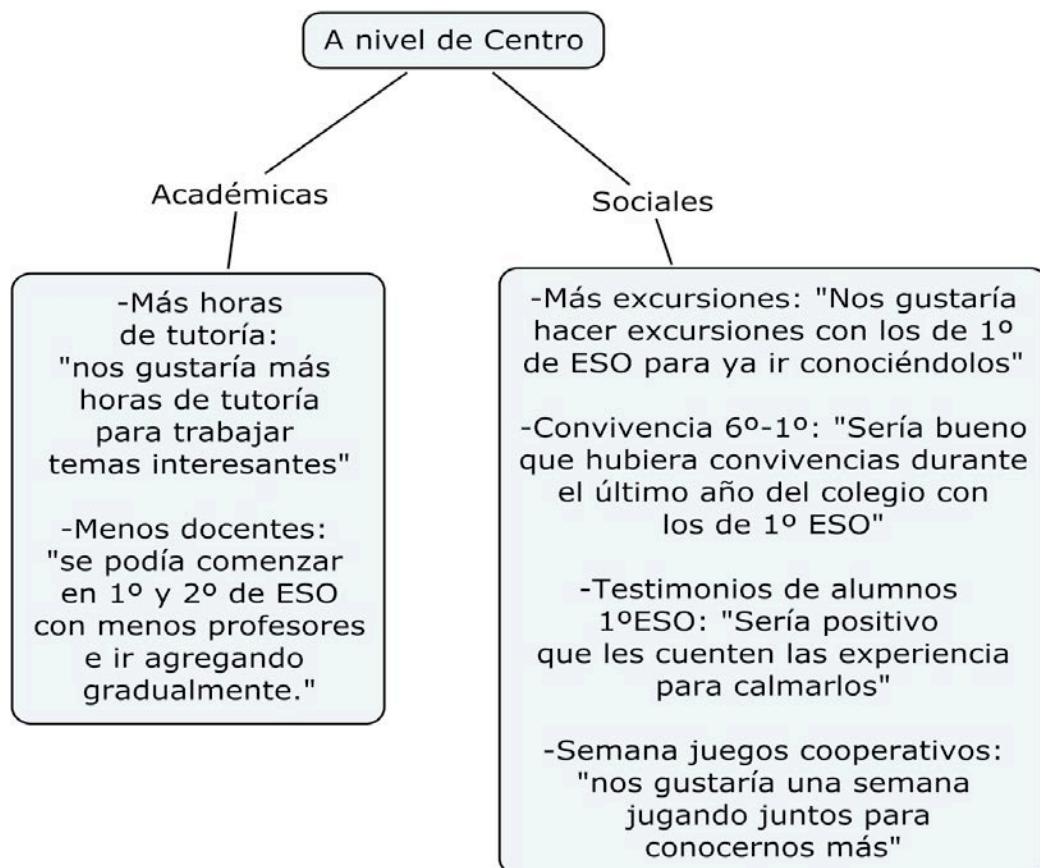 A nivel de Centro
Académicas
Sociales
-Más horas
de tutoría:
"nos gustaría más
horas de tutoría
para trabajar
temas interesantes"
-Menos docentes:
"se podía comenzar
en 1º y 2º de ESO
con menos profesores
e ir agregando
gradualmente."
-Más excursiones: "Nos gustaría
hacer excursiones con los de 1º
de ESO para ya ir conociéndolos"
-Convivencia 6º-1º: "Sería bueno
que hubiera convivencias durante
el último año del colegio con
los de 1º ESO"
-Testimonios de alumnos
1ºESO: "Sería positivo
que les cuenten las experiencia
para calmarlos"
-Semana juegos cooperativos:
"nos gustaría una semana
jugando juntos para
conocernos más"